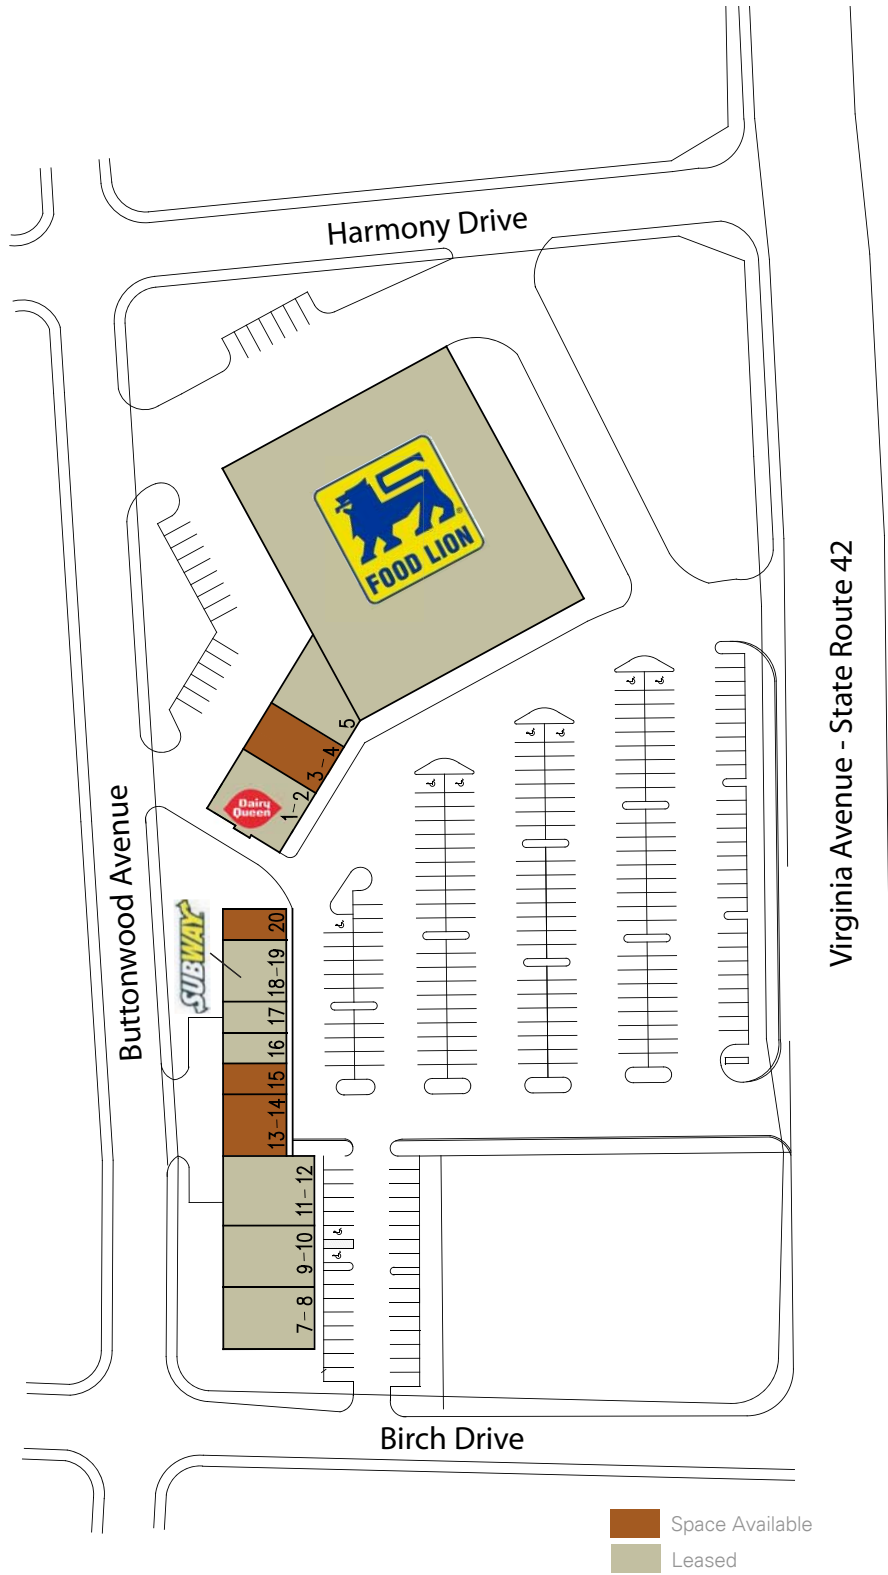 Harmony Drive
FOOD LION
®
5
3-4
1-2
Dairy
Queen
Virginia Avenue - State Route 42
Buttonwood Avenue
SUBWAY
20
18-19
17
16
15
13-14
11-12
9-10
7-8
Birch Drive
Space Available
Leased